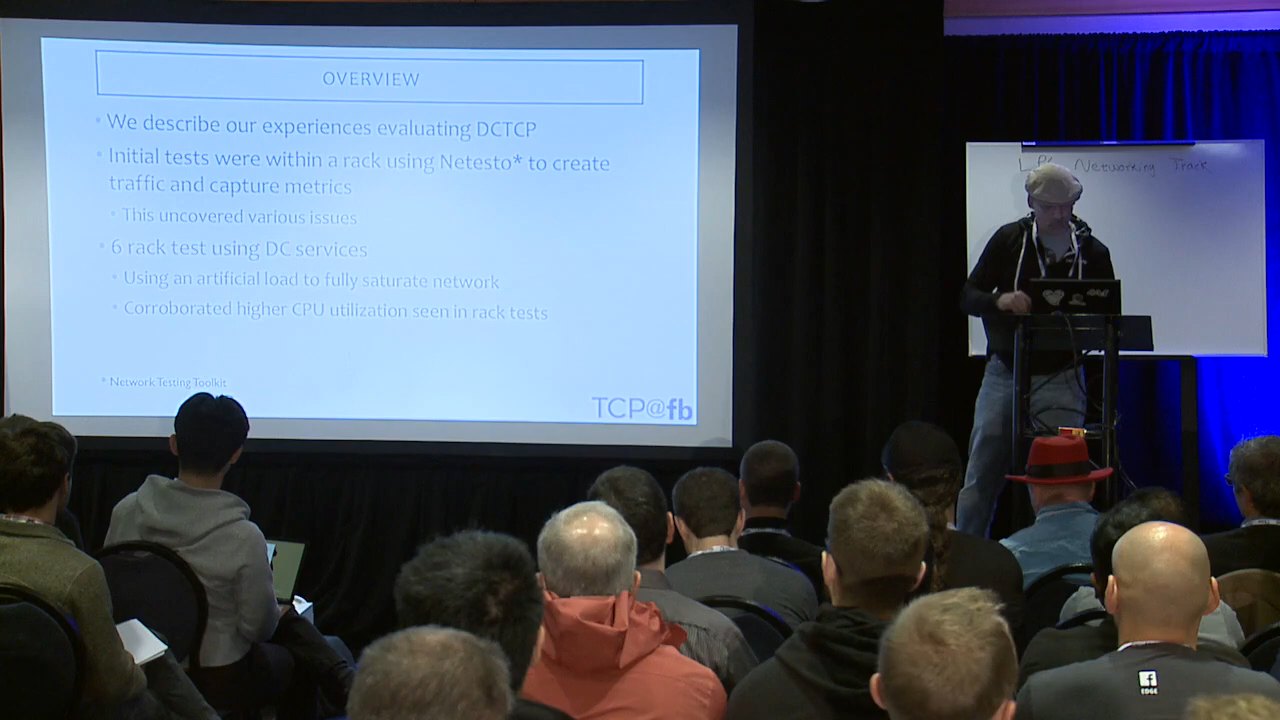 OVERVIEW
• We describe our experiences evaluating DCTCP
• Initial tests were within a rack using Netesto* to create
traffic and capture metrics
• This uncovered various issues
• 6 rack test using DC services
• Using an artificial load to fully saturate network
• Corroborated higher CPU utilization seen in rack tests
* Network Testing Toolkit
TCP@fb
Networking Track
f
EDGE